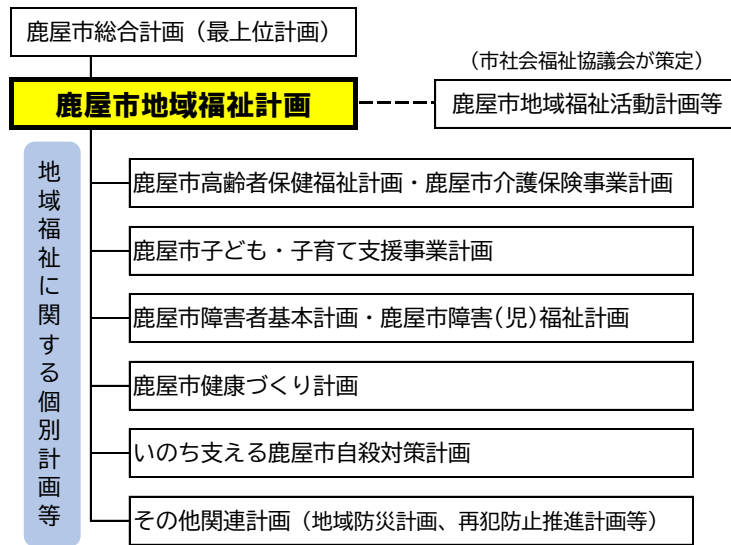 鹿屋市総合計画（最上位計画）
（市社会福祉協議会が策定）
鹿屋市地域福祉計画
鹿屋市地域福祉活動計画等
地域福祉に関する個別計画等
鹿屋市高齢者保健福祉計画・鹿屋市介護保険事業計画
鹿屋市子ども・子育て支援事業計画
鹿屋市障害者基本計画・鹿屋市障害(児)福祉計画
鹿屋市健康づくり計画
いのち支える鹿屋市自殺対策計画
その他関連計画（地域防災計画、再犯防止推進計画等）